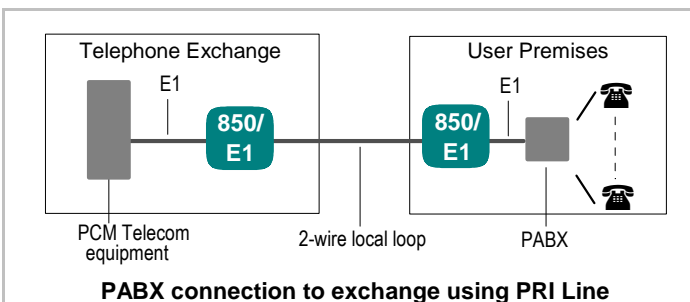 Telephone Exchange
User Premises
E1
E1
850/
E1
850/
E1
PCM Telecom
equipment
2-wire local loop
PABX
PABX connection to exchange using PRI Line